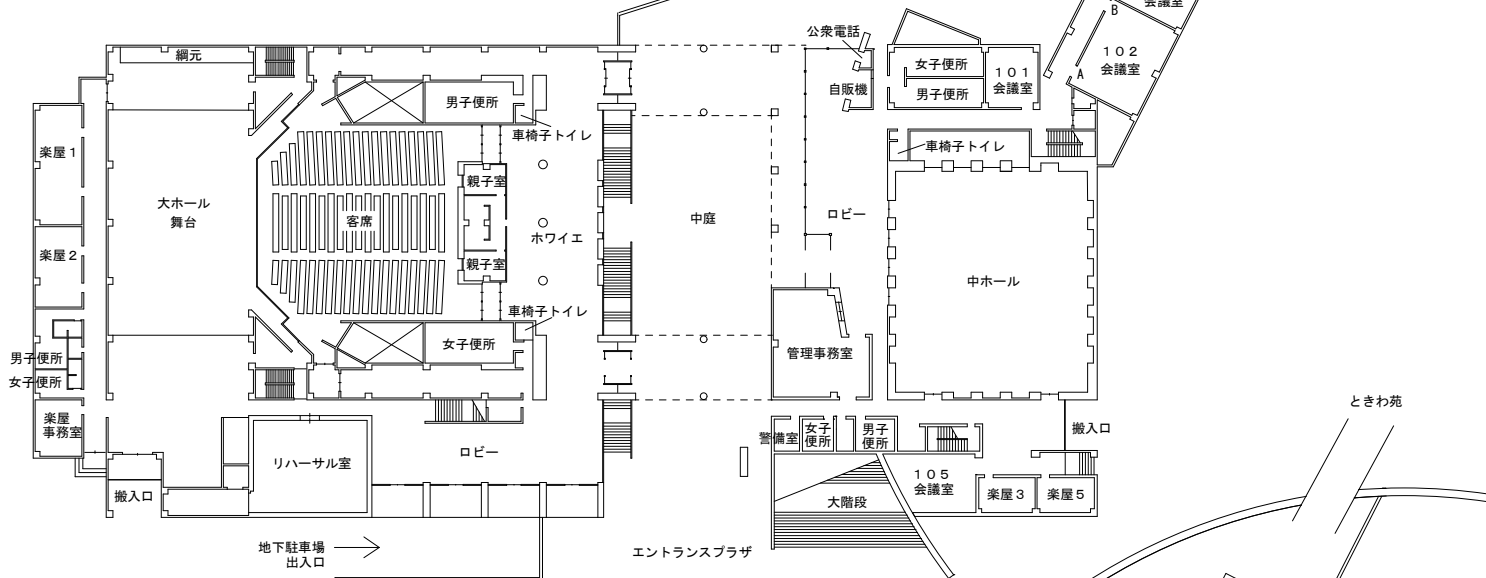 綱元
楽屋１
楽屋２
男子便所
女子便所
楽屋
事務室
搬入口
大ホール
舞台
客席
男子便所
車椅子トイレ
親子室
ホワイエ
親子室
車椅子トイレ
女子便所
リハーサル室
ロビー
地下駐車場
出入口
エントランスプラザ
中庭
公衆電話
自販機
女子便所
男子便所
１０１
会議室
会議室
B
１０２
会議室
A
車椅子トイレ
ロビー
中ホール
管理事務室
警備室
女子
便所
男子
便所
大階段
１０５
会議室
楽屋３
楽屋５
搬入口
ときわ苑